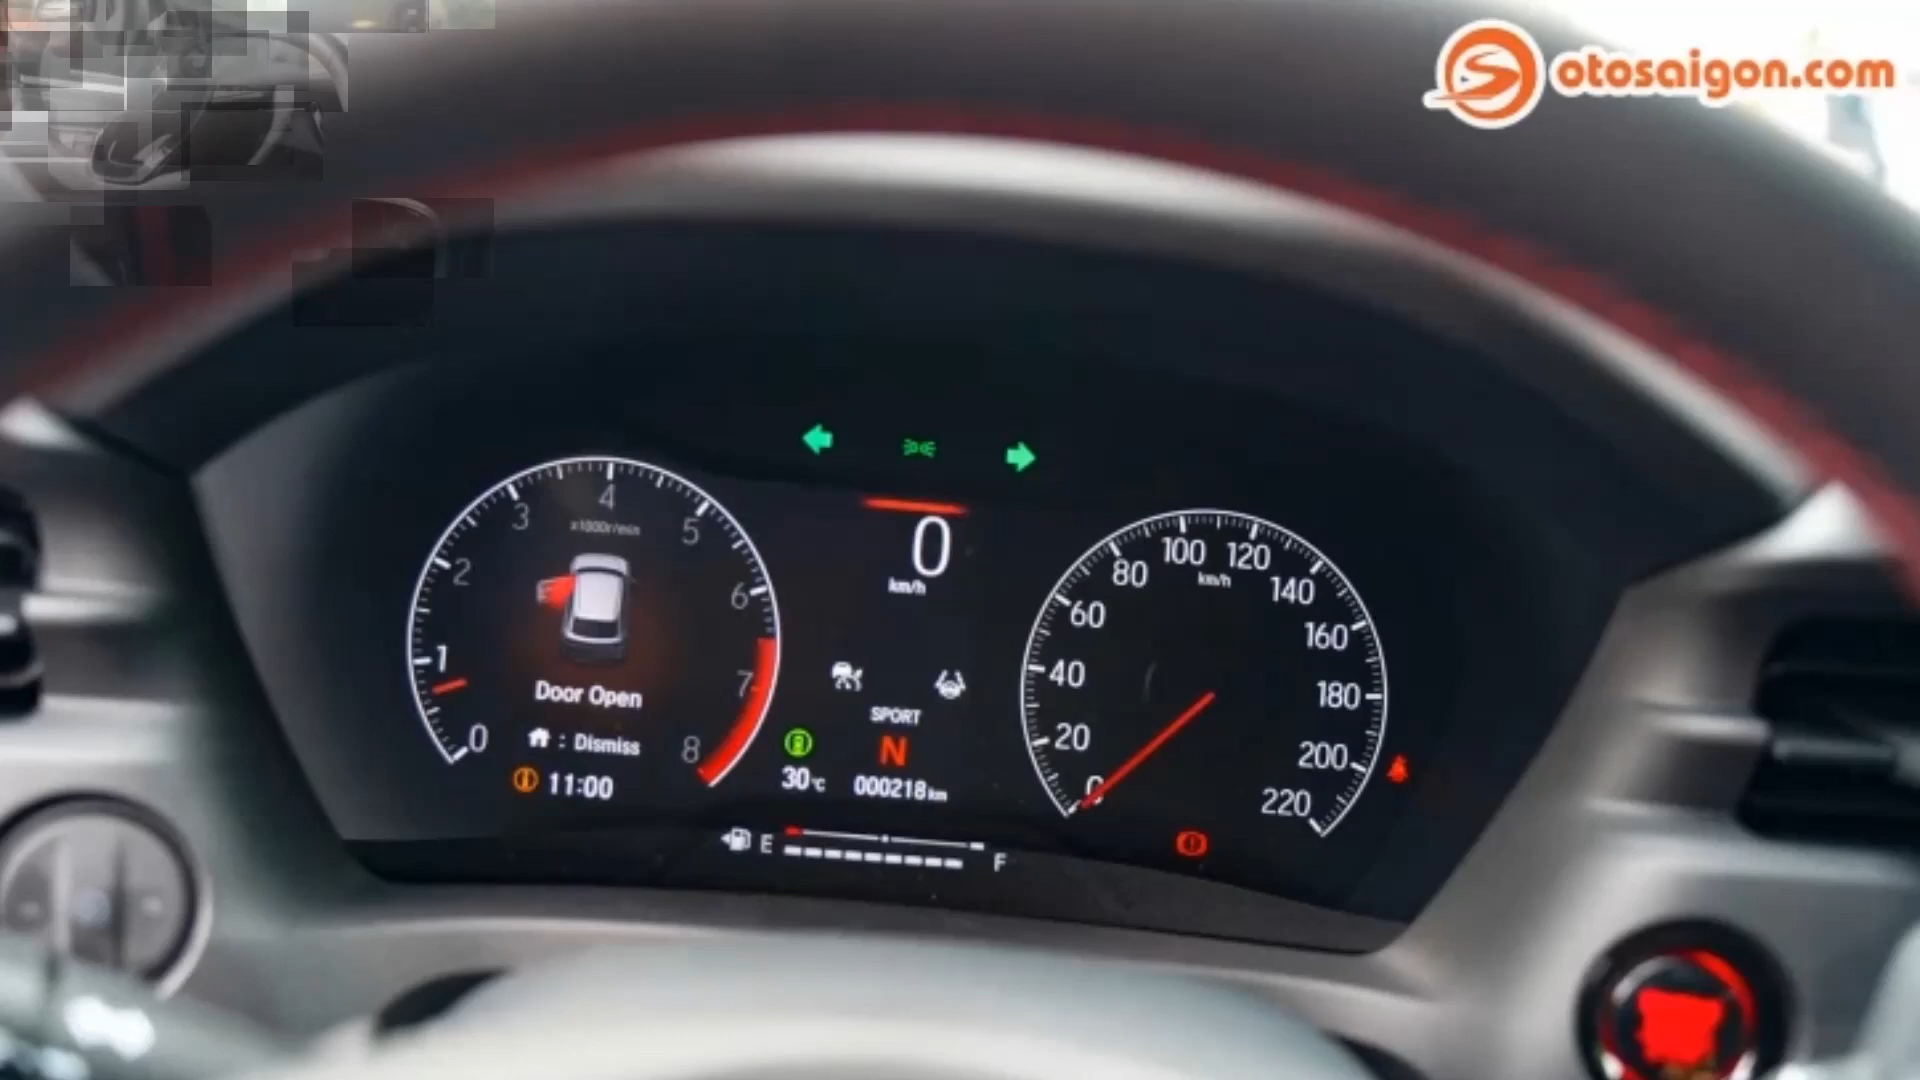 otosaigon.com
0 1 2 3 4 5 6 7 8
x1000r/min
Door Open
: Dismiss
11:00
0
km/h
SPORT
N
30°C
000218km
E F
0 20 40 60 80 100 120 140 160 180 200 220
km/h